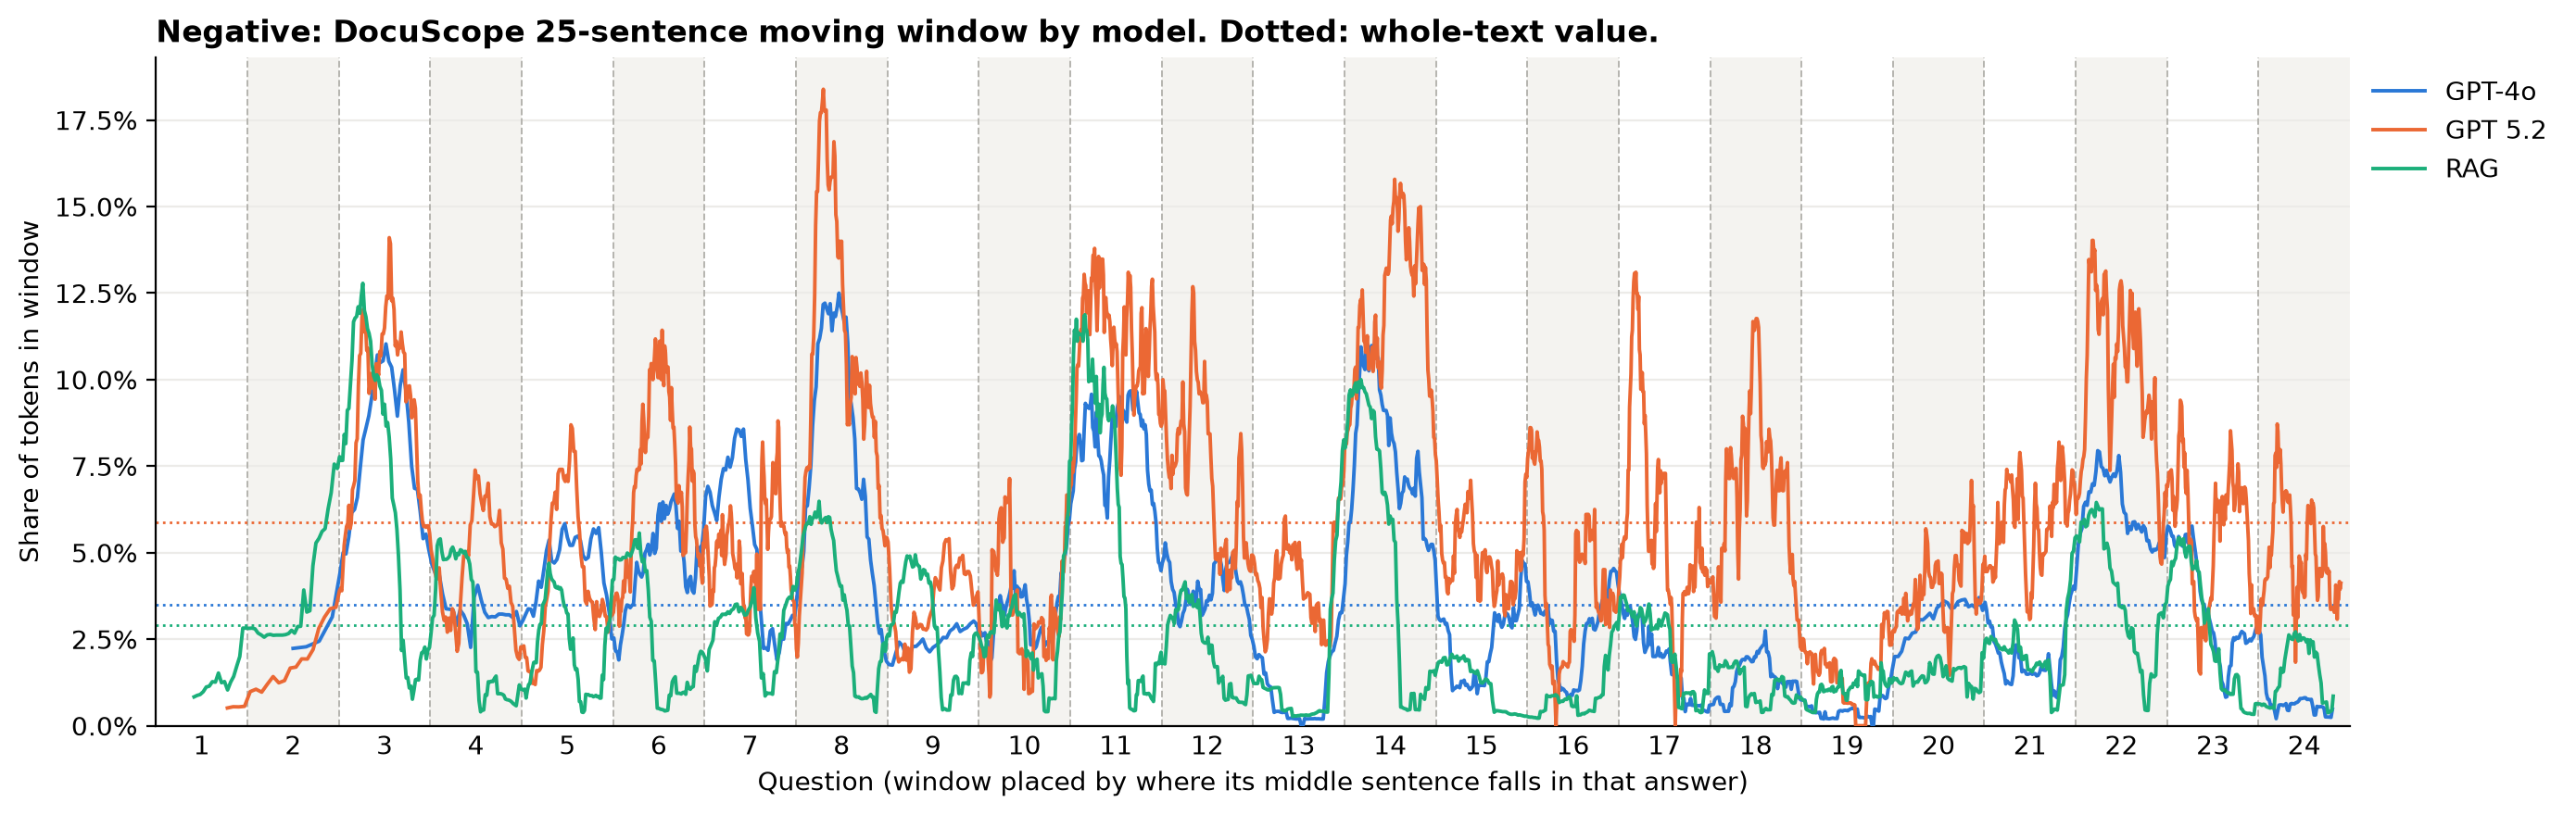 Negative: DocuScope 25-sentence moving window by model. Dotted: whole-text value.
GPT-4o
GPT 5.2
RAG
Share of tokens in window
17.5%
15.0%
12.5%
10.0%
7.5%
5.0%
2.5%
0.0%
1 2 3 4 5 6 7 8 9 10 11 12 13 14 15 16 17 18 19 20 21 22 23 24
Question (window placed by where its middle sentence falls in that answer)